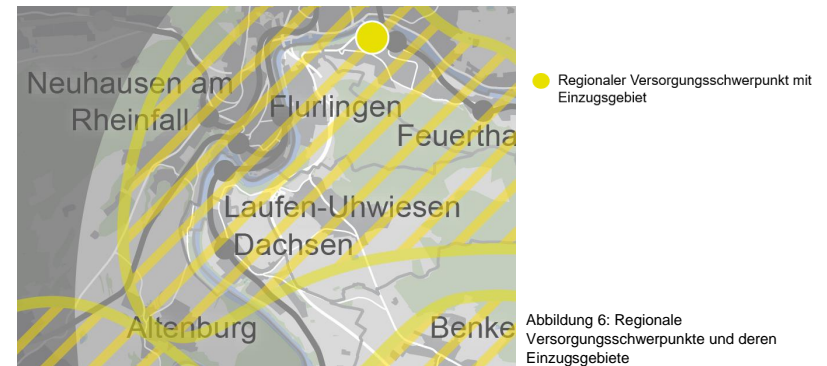 Neuhausen am
Rheinfall
Flurlingen
Feuertha
Laufen-Uhwiesen
Dachsen
Altenburg
Benke
Regionaler Versorgungsschwerpunkt mit
Einzugsgebiet
Abbildung 6: Regionale
Versorgungsschwerpunkte und deren
Einzugsgebiete